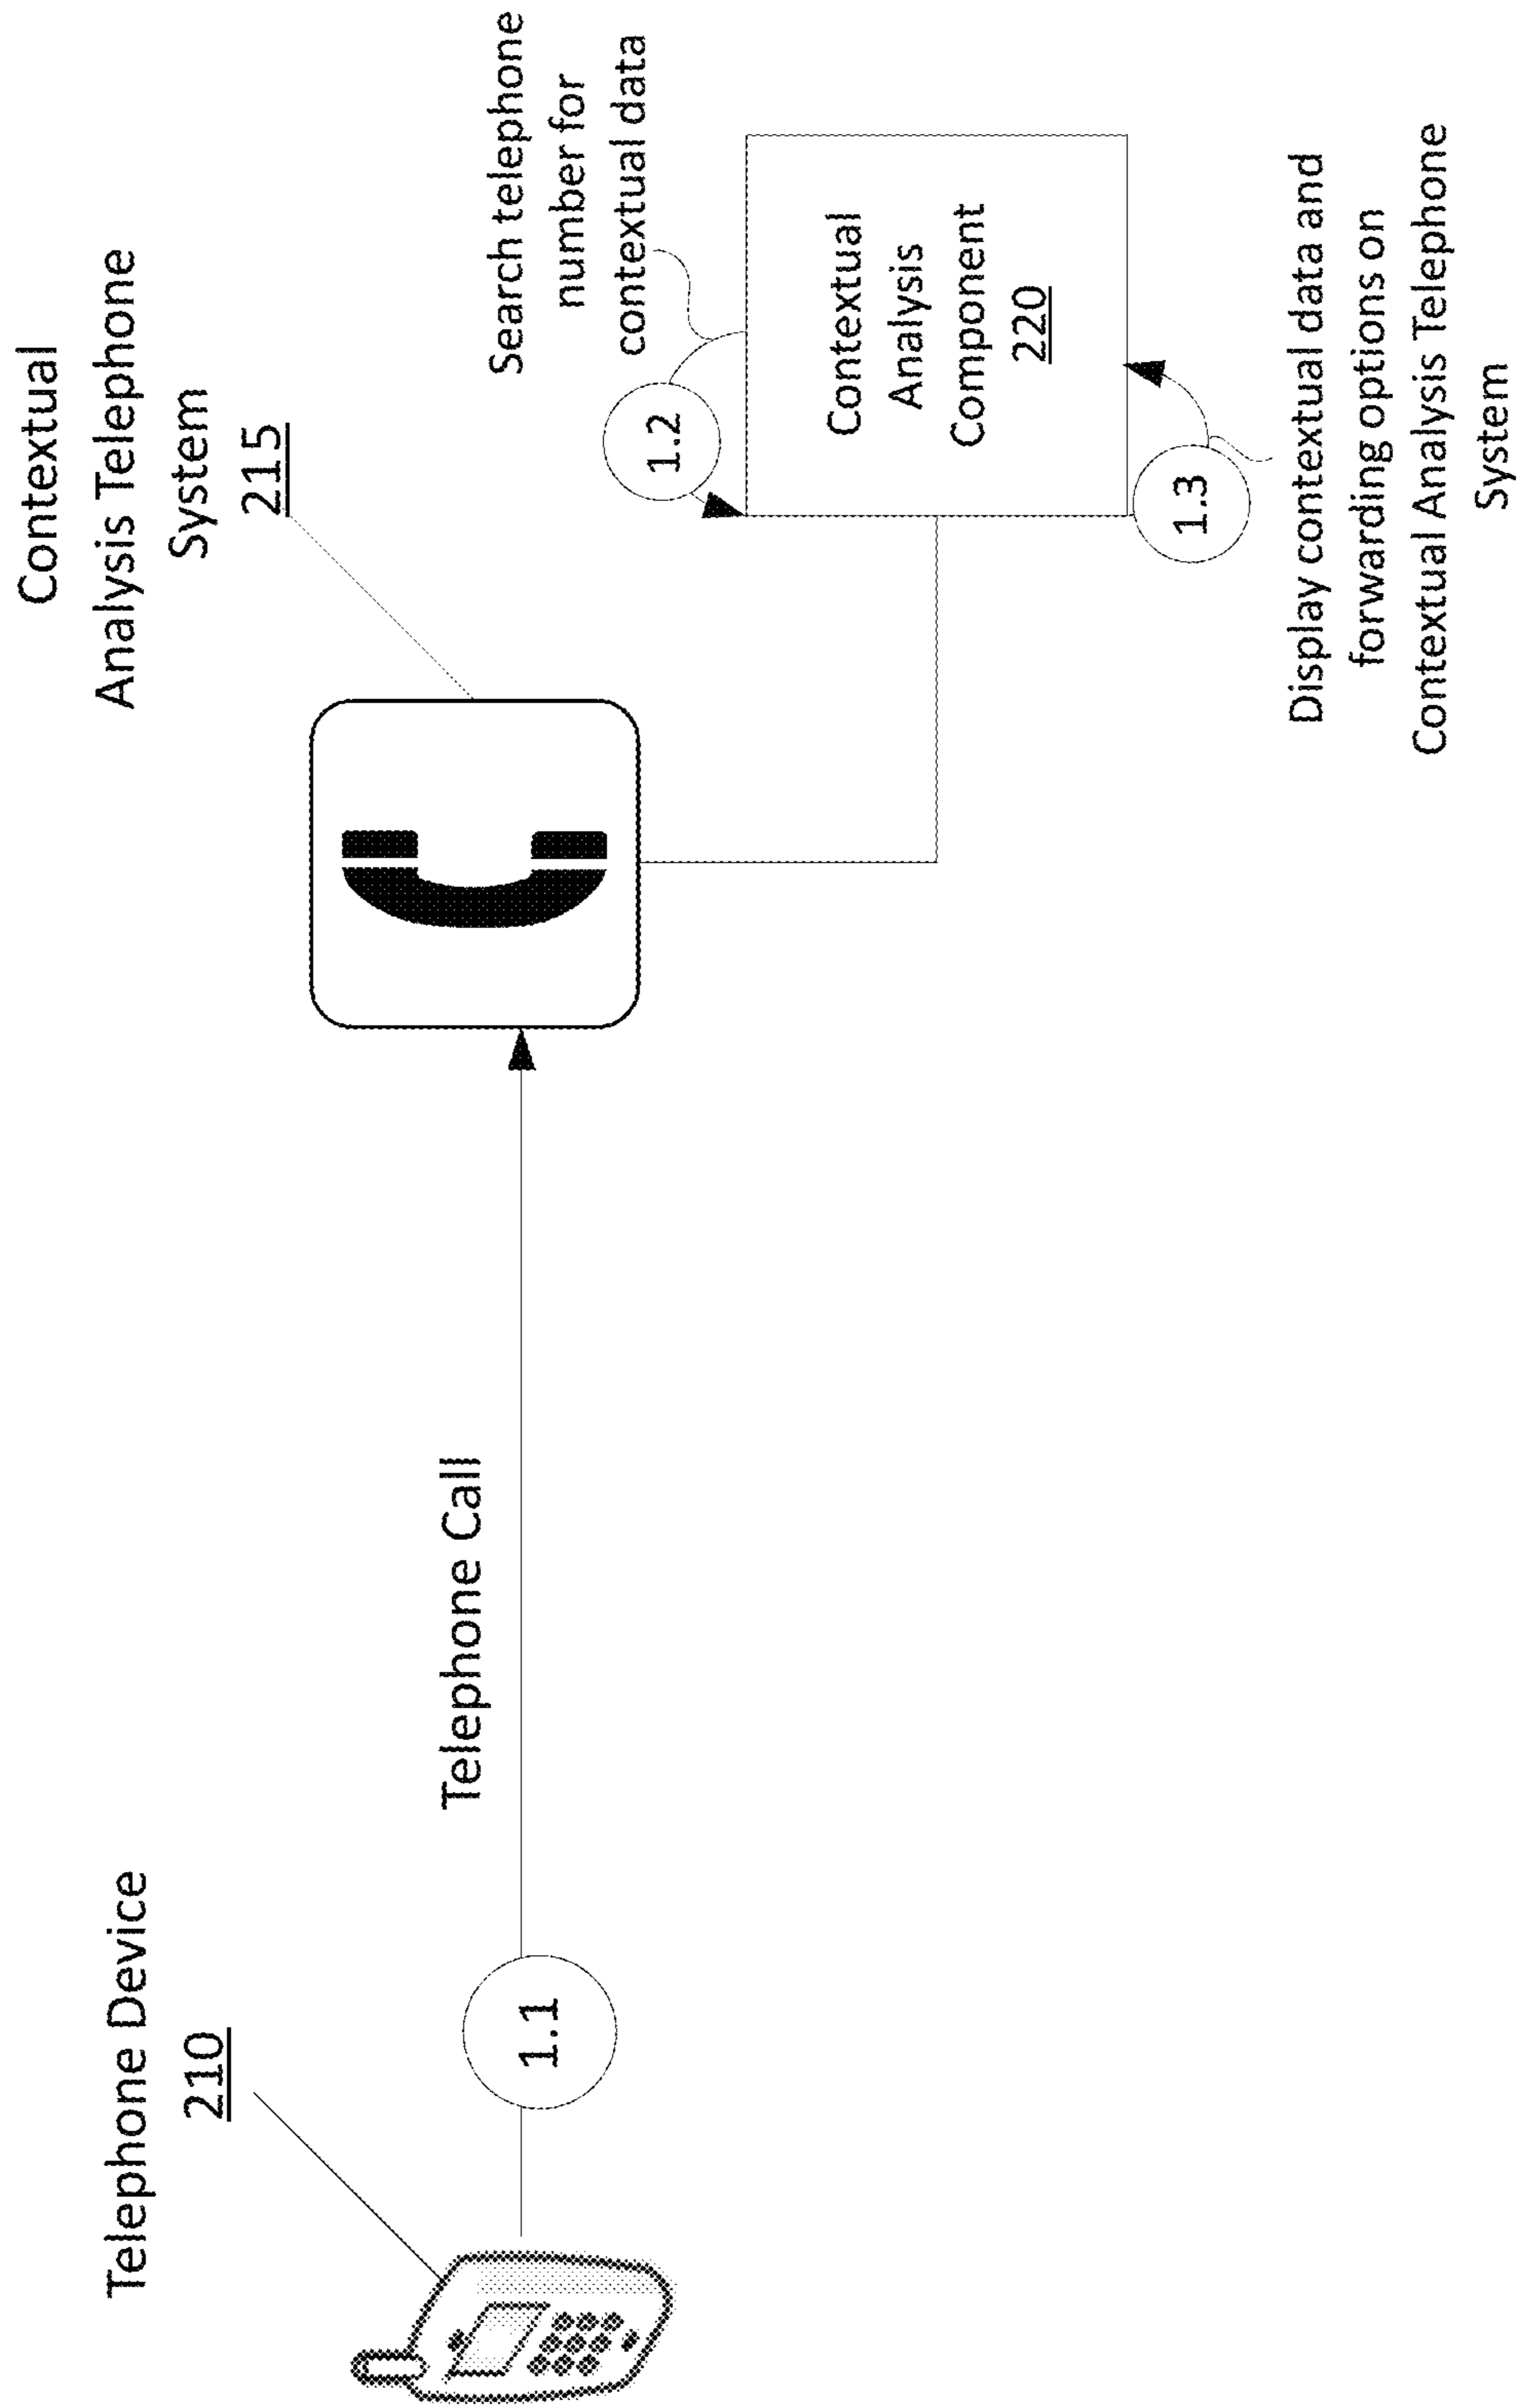 Telephone Device
210
1.1
Telephone Call
Contextual
Analysis Telephone
System
215
Search telephone
number for
contextual data
1.2
Contextual
Analysis
Component
220
1.3
Display contextual data and
forwarding options on
Contextual Analysis Telephone
System